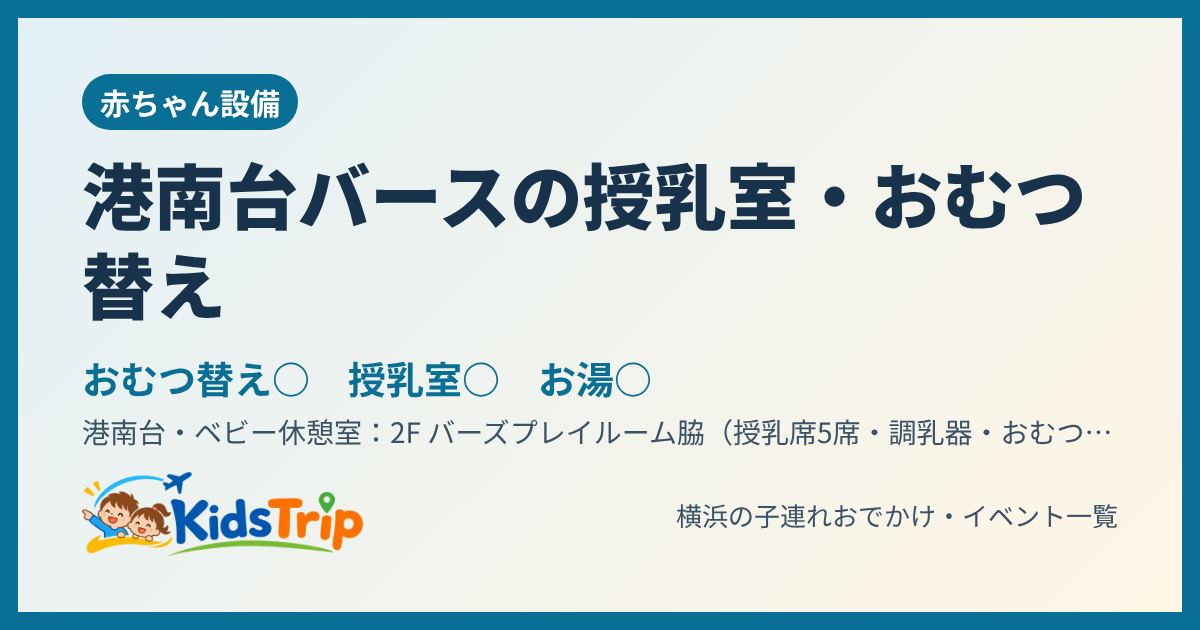 赤ちゃん設備
港南台バースの授乳室・おむつ
替え
おむつ替え○　授乳室○　お湯○
港南台・ベビー休憩室：2F バーズプレイルーム脇（授乳席5席・調乳器・おむつ…
KidsTrip
横浜の子連れおでかけ・イベント一覧